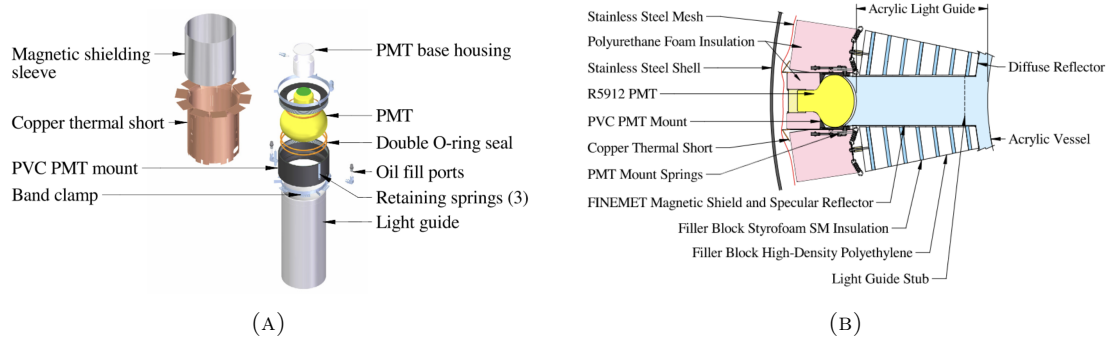 Magnetic shielding
sleeve
Copper thermal short
PVC PMT mount
Band clamp
PMT base housing
PMT
Double O-ring seal
Oil fill ports
Retaining springs (3)
Light guide
(A)
Acrylic Light Guide
Stainless Steel Mesh
Polyurethane Foam Insulation
Stainless Steel Shell
R5912 PMT
PVC PMT Mount
Copper Thermal Short
PMT Mount Springs
FINEMET Magnetic Shield and Specular Reflector
Filler Block Styrofoam SM Insulation
Filler Block High-Density Polyethylene
Light Guide Stub
Diffuse Reflector
Acrylic Vessel
(B)